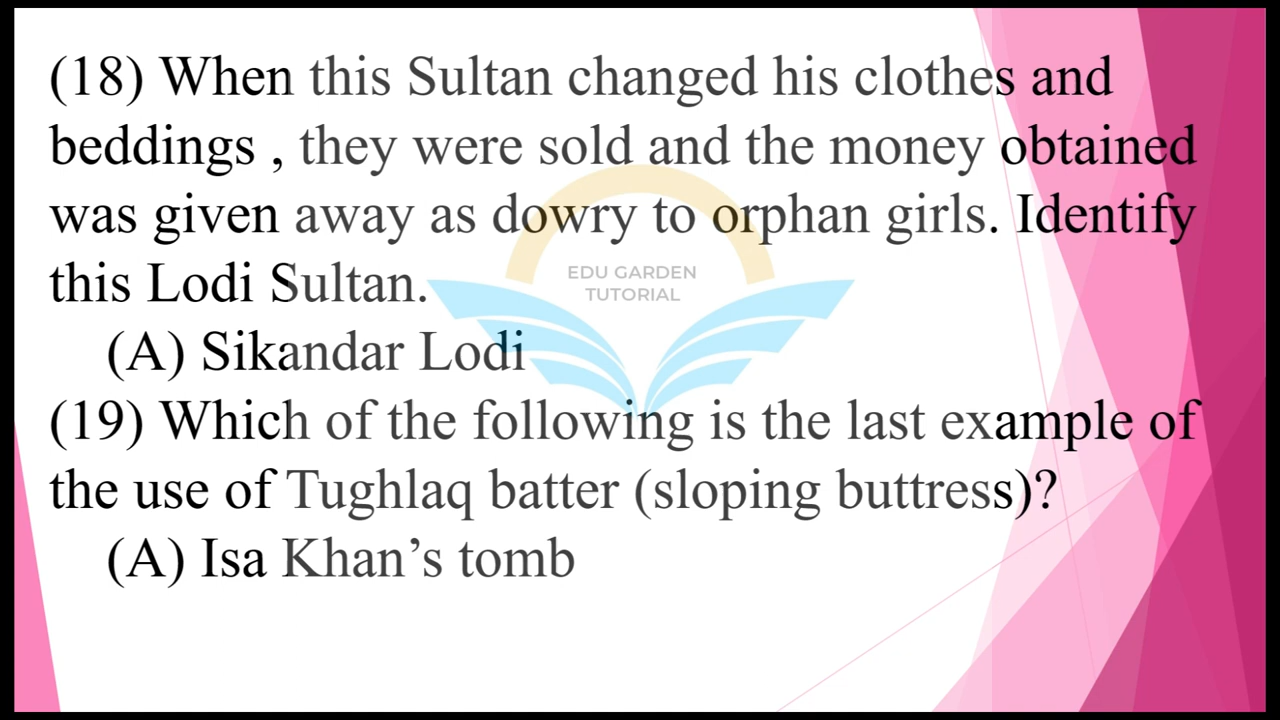 (18) When this Sultan changed his clothes and
beddings , they were sold and the money obtained
was given away as dowry to orphan girls. Identify
this Lodi Sultan.
(A) Sikandar Lodi
(19) Which of the following is the last example of
the use of Tughlaq batter (sloping buttress)?
(A) Isa Khan’s tomb
EDU GARDEN
TUTORIAL